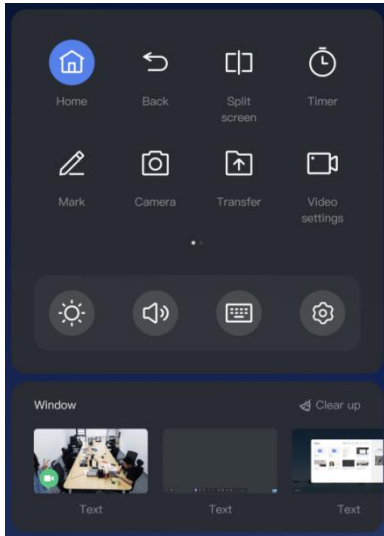 Home Back Split Timer
screen
Mark Camera Transfer Video
settings
Window Clear up
Text Text Text